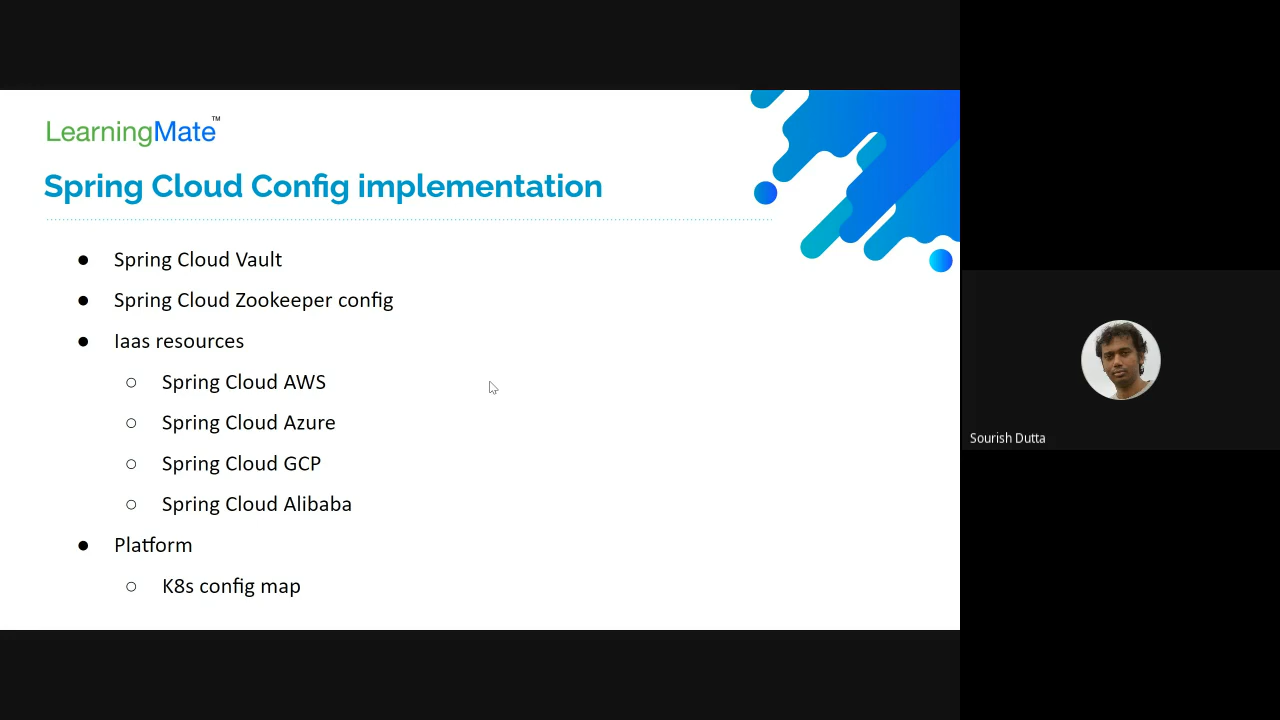 LearningMate™
Spring Cloud Config implementation
● Spring Cloud Vault
● Spring Cloud Zookeeper config
● Iaas resources
○ Spring Cloud AWS
○ Spring Cloud Azure
○ Spring Cloud GCP
○ Spring Cloud Alibaba
● Platform
○ K8s config map
Sourish Dutta